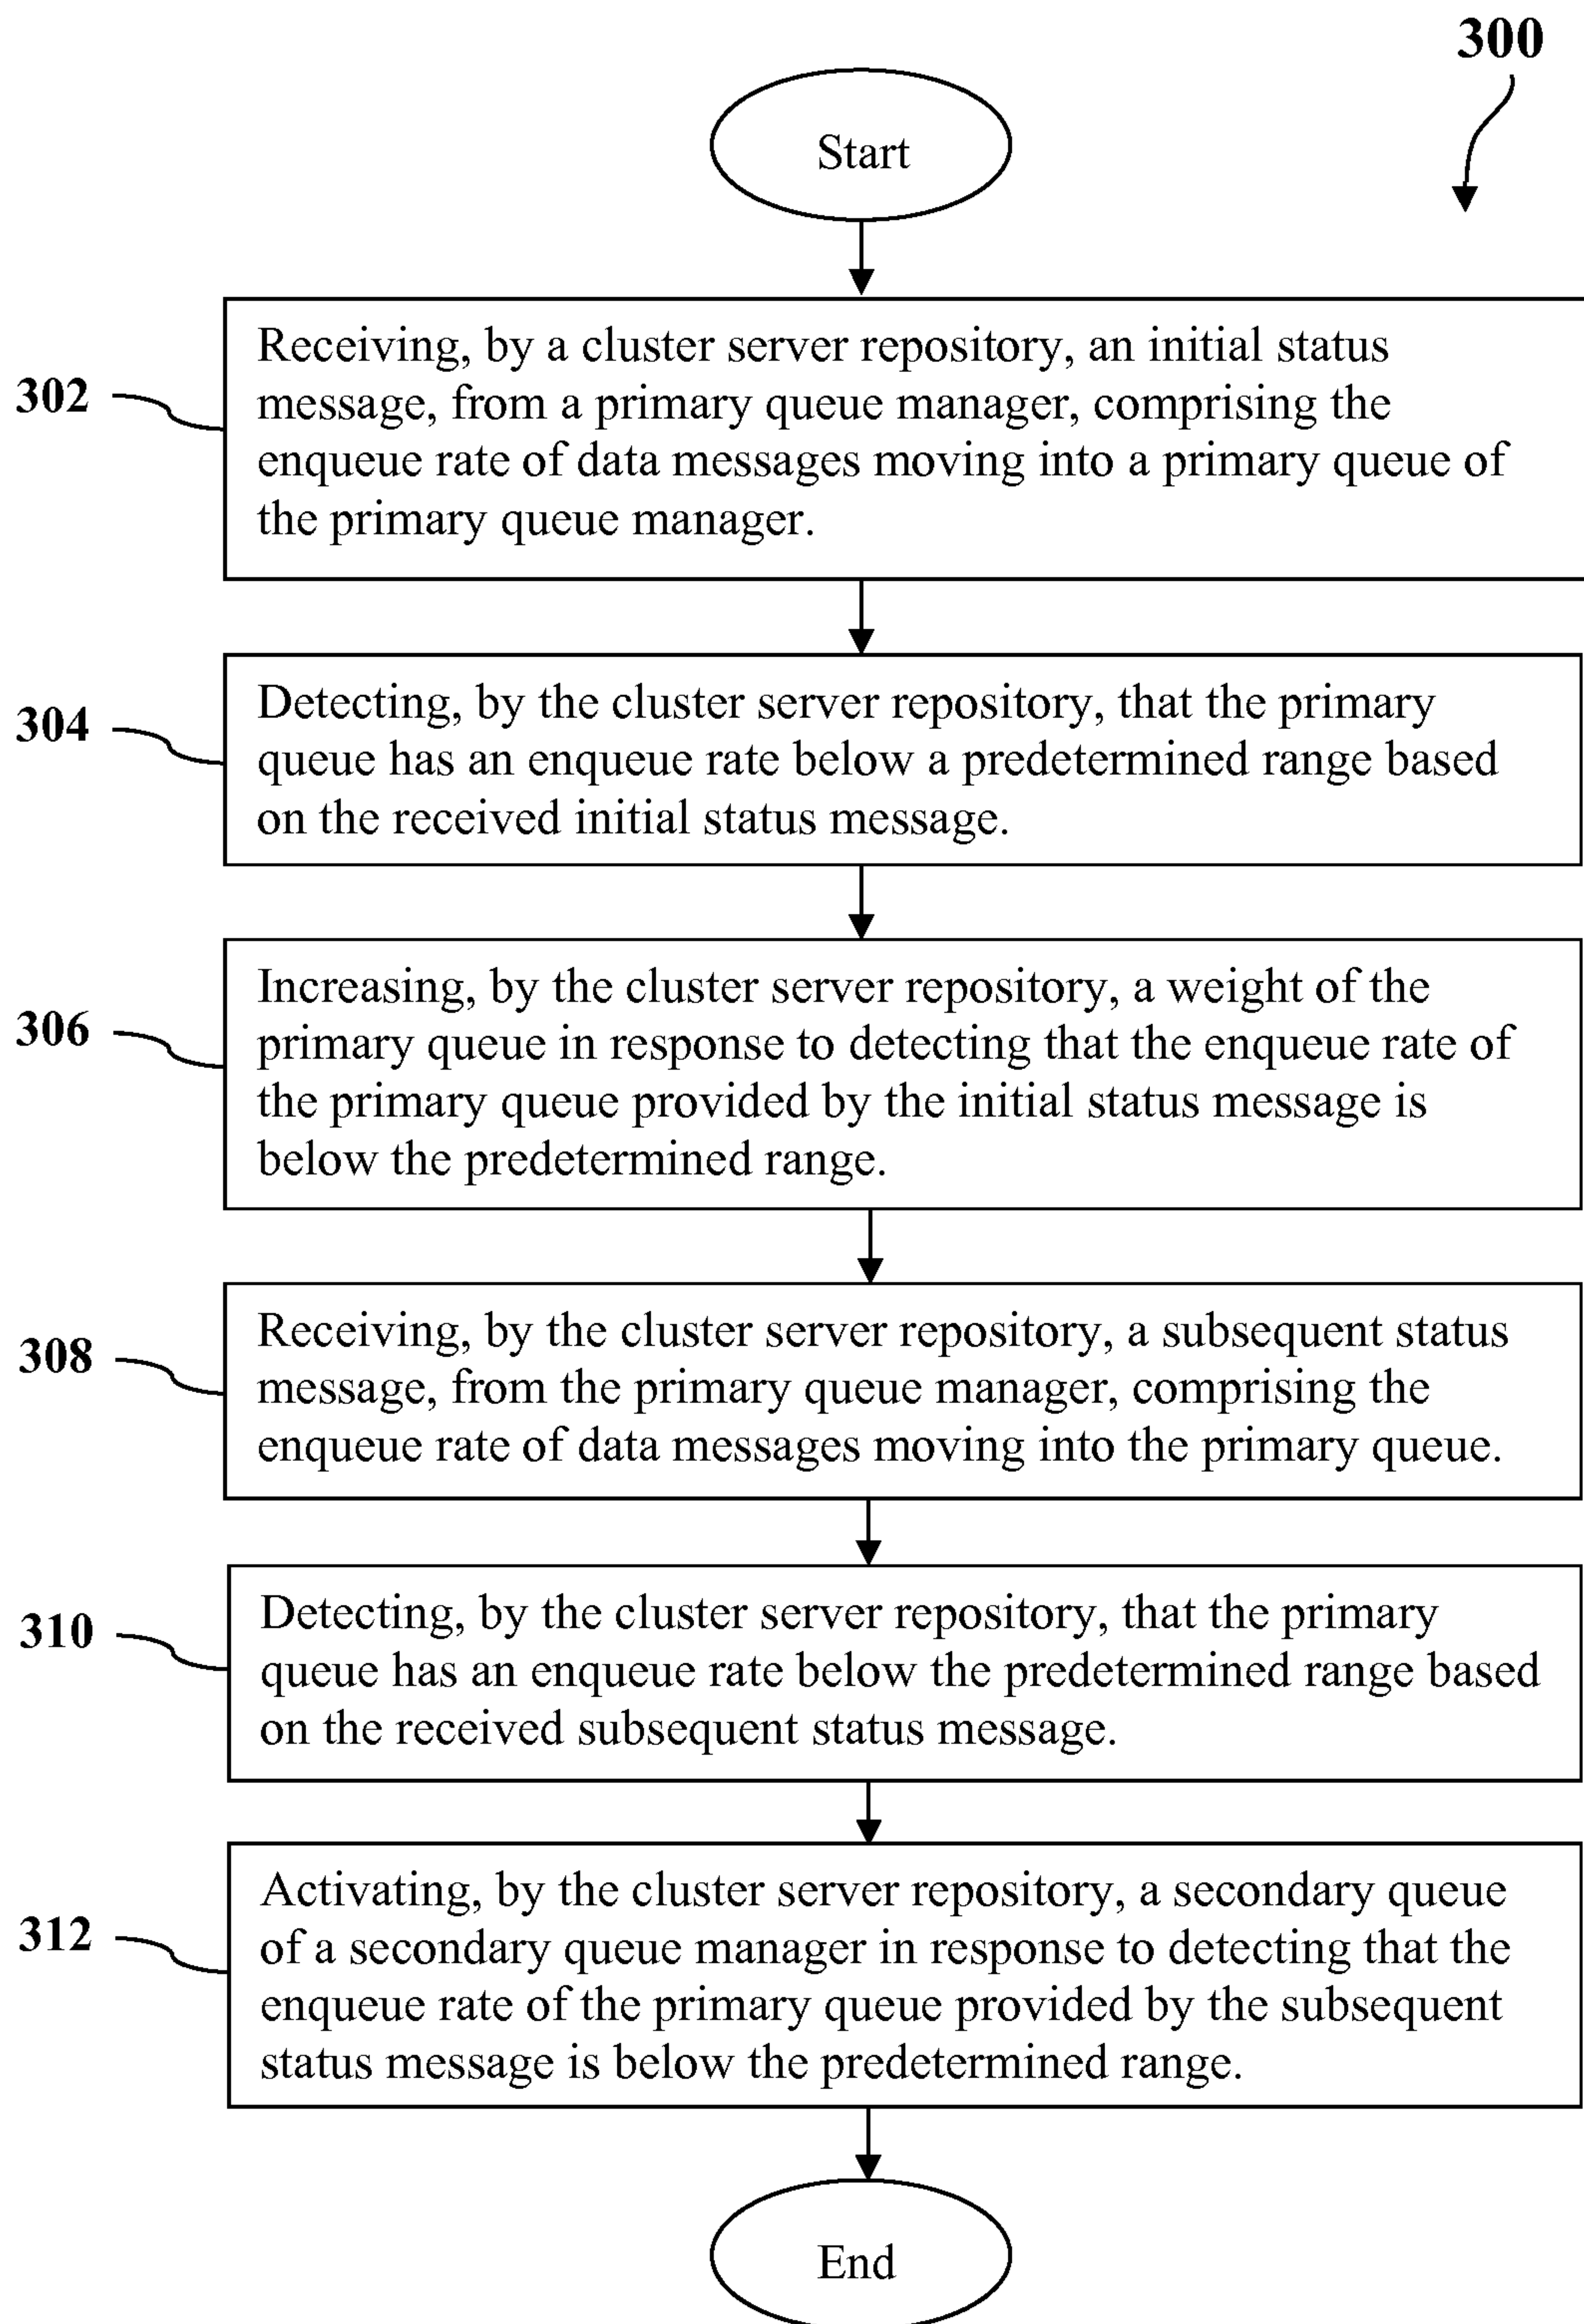 300
Start
302
Receiving, by a cluster server repository, an initial status
message, from a primary queue manager, comprising the
enqueue rate of data messages moving into a primary queue of
the primary queue manager.
304
Detecting, by the cluster server repository, that the primary
queue has an enqueue rate below a predetermined range based
on the received initial status message.
306
Increasing, by the cluster server repository, a weight of the
primary queue in response to detecting that the enqueue rate of
the primary queue provided by the initial status message is
below the predetermined range.
308
Receiving, by the cluster server repository, a subsequent status
message, from the primary queue manager, comprising the
enqueue rate of data messages moving into the primary queue.
310
Detecting, by the cluster server repository, that the primary
queue has an enqueue rate below the predetermined range based
on the received subsequent status message.
312
Activating, by the cluster server repository, a secondary queue
of a secondary queue manager in response to detecting that the
enqueue rate of the primary queue provided by the subsequent
status message is below the predetermined range.
End